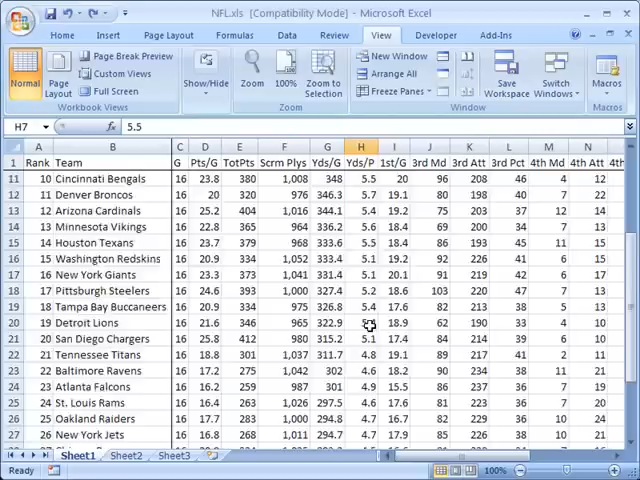 NFL.xls [Compatibility Mode] - Microsoft Excel
Home Insert Page Layout Formulas Data Review View Developer Add-Ins
Normal Page Layout Page Break Preview Custom Views Full Screen Show/Hide Zoom 100% Zoom to Selection New Window Arrange All Freeze Panes Save Workspace Switch Windows Macros
Workbook Views Zoom Window Macros
H7 5.5
A B C D E F G H I J K L M N
1 Rank Team G Pts/G TotPts Scrm Plys Yds/G Yds/P 1st/G 3rd Md 3rd Att 3rd Pct 4th Md 4th Att 4th
11 10 Cincinnati Bengals 16 23.8 380 1,008 348 5.5 20 96 208 46 4 12
12 11 Denver Broncos 16 20 320 976 346.3 5.7 19.1 80 198 40 7 22
13 12 Arizona Cardinals 16 25.2 404 1,016 344.1 5.4 19.2 75 203 37 12 14
14 13 Minnesota Vikings 16 22.8 365 964 336.2 5.6 18.4 69 200 34 7 13
15 14 Houston Texans 16 23.7 379 968 333.6 5.5 18.4 86 193 45 11 15
16 15 Washington Redskins 16 20.9 334 1,052 333.4 5.1 19.2 92 226 41 6 15
17 16 New York Giants 16 23.3 373 1,041 331.4 5.1 20.1 91 219 42 6 17
18 17 Pittsburgh Steelers 16 24.6 393 1,000 327.4 5.2 18.6 103 220 47 7 17
19 18 Tampa Bay Buccaneers 16 20.9 334 975 326.8 5.4 17.6 82 213 38 5 13
20 19 Detroit Lions 16 21.6 346 965 322.9 18.9 62 190 33 4 10
21 20 San Diego Chargers 16 25.8 412 980 315.2 5.1 17.4 84 214 39 6 10
22 21 Tennessee Titans 16 18.8 301 1,037 311.7 4.8 19.1 89 217 41 2 11
23 22 Baltimore Ravens 16 17.2 275 1,042 302 4.6 18.2 90 234 38 11 17
24 23 Atlanta Falcons 16 16.2 259 987 301 4.9 15.5 86 237 36 7 19
25 24 St. Louis Rams 16 16.4 263 1,026 297.5 4.6 17.6 81 223 36 7 20
26 25 Oakland Raiders 16 17.7 283 1,000 294.8 4.7 16.7 82 229 36 10 24
27 26 New York Jets 16 16.8 268 1,011 294.7 4.7 17.9 85 226 38 4 11
Sheet1 Sheet2 Sheet3
Ready 100%